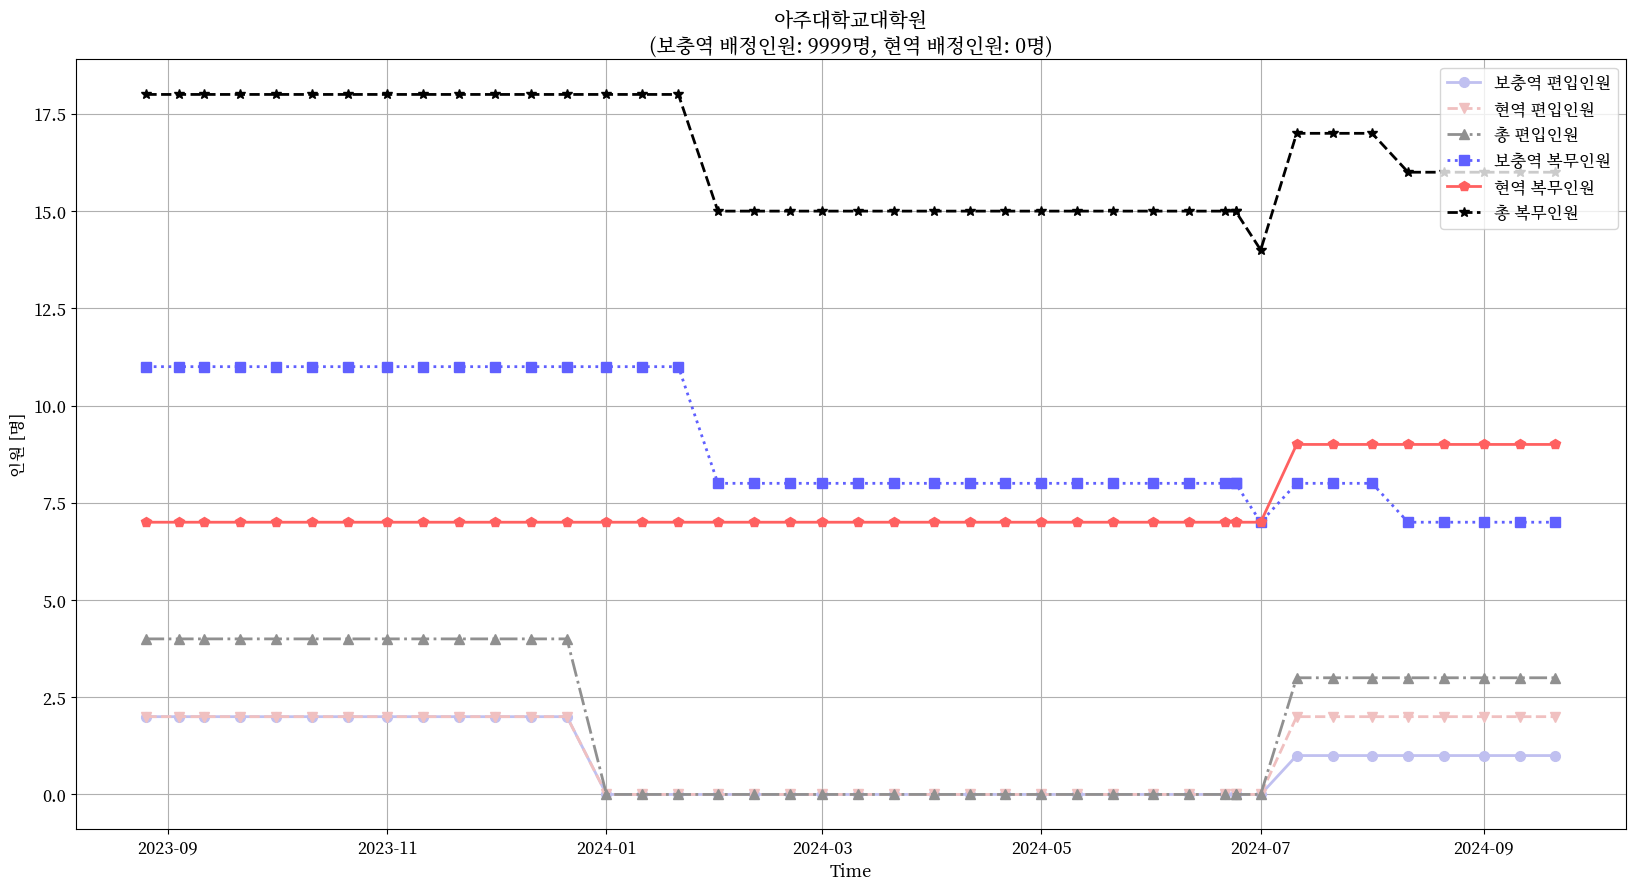 아주대학교대학원
(보충역 배정인원: 9999명, 현역 배정인원: 0명)
보충역 편입인원
현역 편입인원
총 편입인원
보충역 복무인원
현역 복무인원
총 복무인원
인원 [명]
17.5
15.0
12.5
10.0
7.5
5.0
2.5
0.0
2023-09
2023-11
2024-01
2024-03
2024-05
2024-07
2024-09
Time